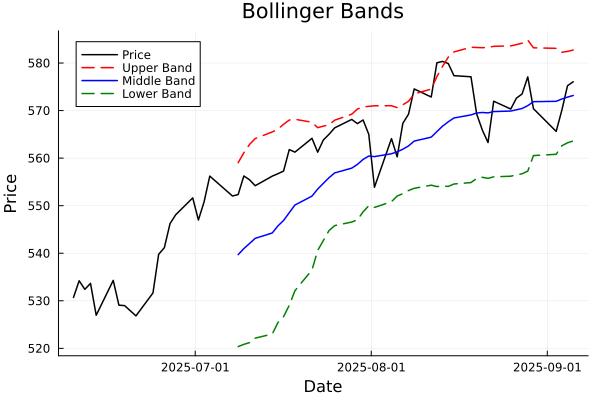 Bollinger Bands
Price
Upper Band
Middle Band
Lower Band
580
570
560
550
540
530
520
Price
2025-07-01
2025-08-01
2025-09-01
Date